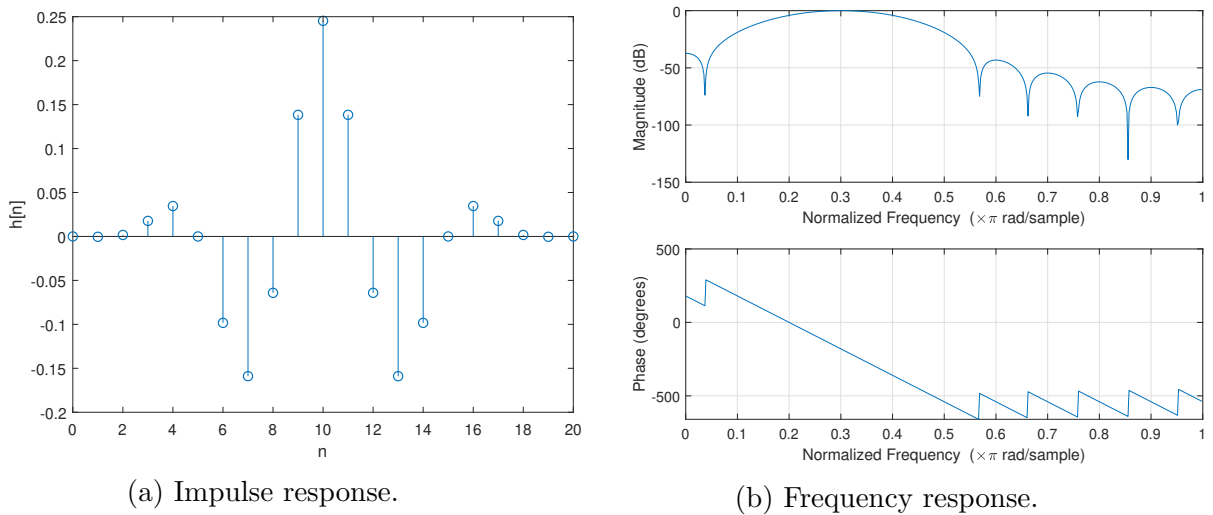 0.25
0.2
0.15
0.1
0.05
0
-0.05
-0.1
-0.15
-0.2
h[n]
0 2 4 6 8 10 12 14 16 18 20
n
(a) Impulse response.
0
-50
-100
-150
Magnitude (dB)
0 0.1 0.2 0.3 0.4 0.5 0.6 0.7 0.8 0.9 1
Normalized Frequency (×π rad/sample)
500
0
-500
Phase (degrees)
0 0.1 0.2 0.3 0.4 0.5 0.6 0.7 0.8 0.9 1
Normalized Frequency (×π rad/sample)
(b) Frequency response.